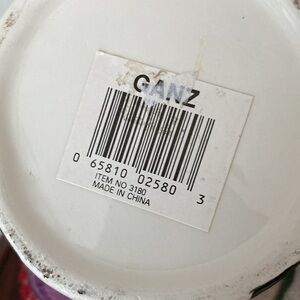 GANZ
0 65810 02580 3
ITEM NO 3180
MADE IN CHINA